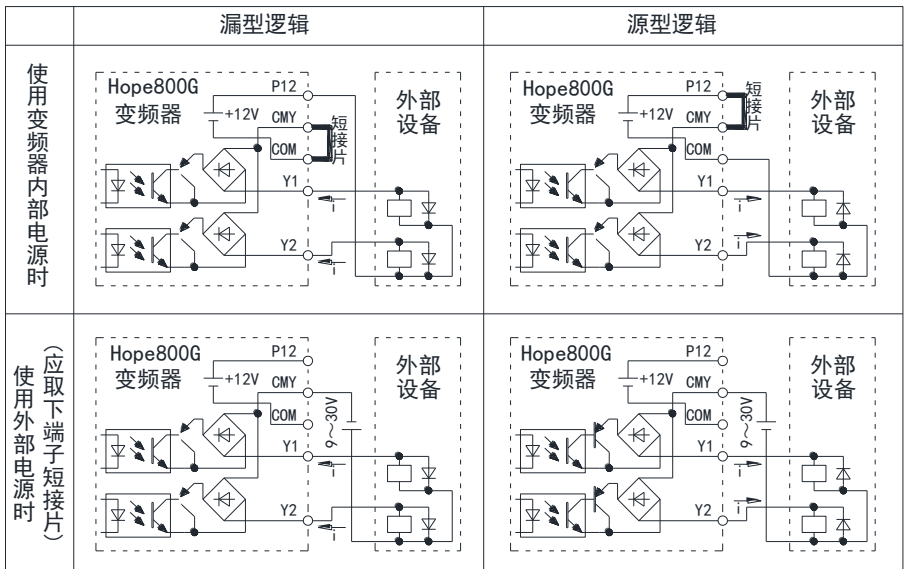 漏型逻辑
源型逻辑
使用变频器内部电源时
Hope800G
变频器
P12
+12V
CMY
短接片
COM
Y1
i
Y2
i
外部
设备
Hope800G
变频器
P12
+12V
CMY
短接片
COM
Y1
i
Y2
i
外部
设备
使用外部电源时
(应取下端子短接片)
Hope800G
变频器
P12
+12V
CMY
COM
9～30V
Y1
i
Y2
i
外部
设备
Hope800G
变频器
P12
+12V
CMY
COM
9～30V
Y1
i
Y2
i
外部
设备